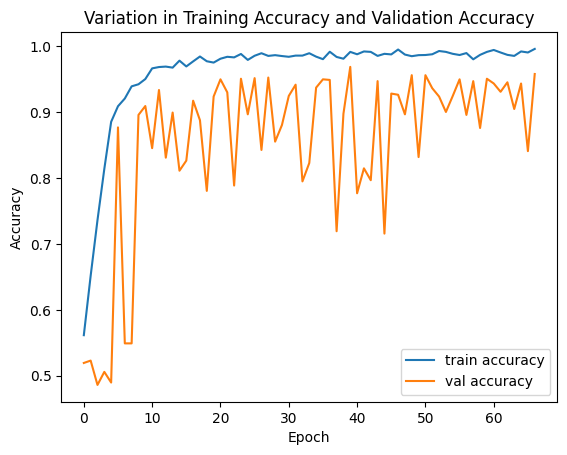 Variation in Training Accuracy and Validation Accuracy
1.0
0.9
0.8
0.7
0.6
0.5
Accuracy
train accuracy
val accuracy
0 10 20 30 40 50 60
Epoch